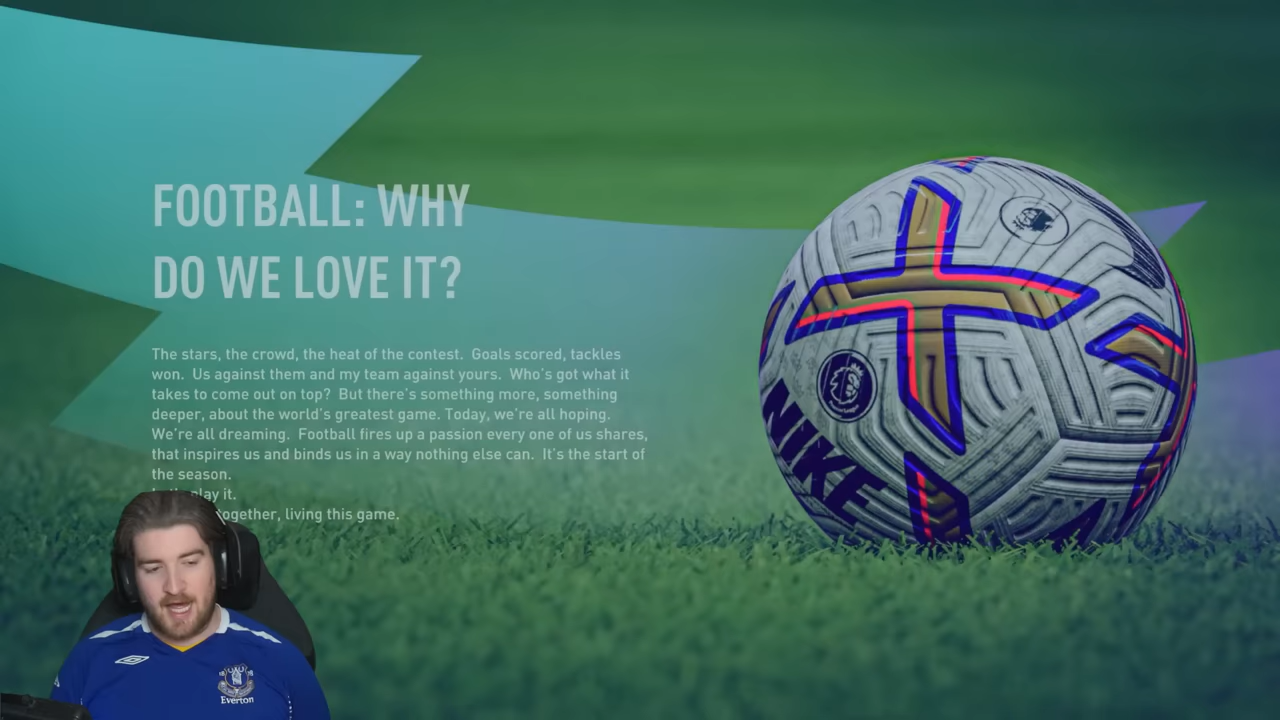 FOOTBALL: WHY
DO WE LOVE IT?
The stars, the crowd, the heat of the contest. Goals scored, tackles
won. Us against them and my team against yours. Who's got what it
takes to come out on top? But there's something more, something
deeper, about the world's greatest game. Today, we're all hoping.
We're all dreaming. Football fires up a passion every one of us shares,
that inspires us and binds us in a way nothing else can. It's the start of
the season.
play it.
together, living this game.
NIKE
Everton